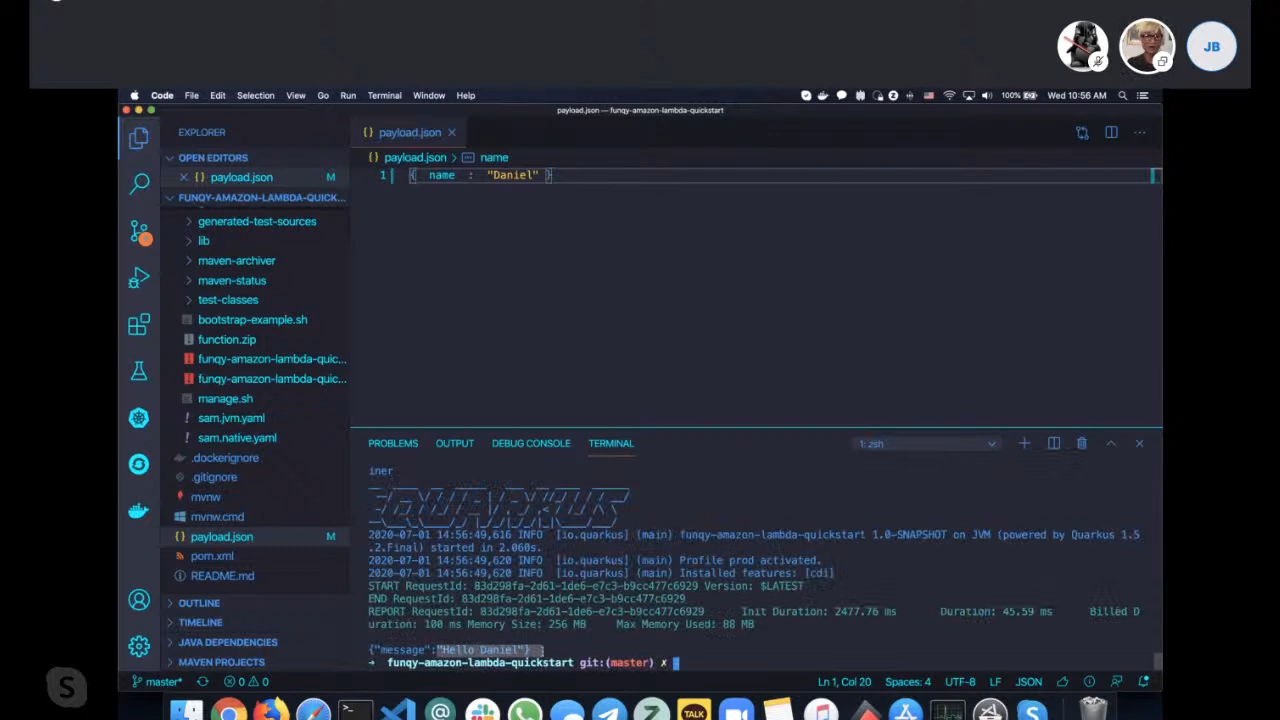 JB
Code File Edit Selection View Go Run Terminal Window Help 100% Wed 10:56 AM
payload.json — funqy-amazon-lambda-quickstart
EXPLORER
{} payload.json
OPEN EDITORS
{} payload.json M
{} payload.json > name
1 { name : "Daniel" }
FUNQY-AMAZON-LAMBDA-QUICK...
generated-test-sources
lib
maven-archiver
maven-status
test-classes
bootstrap-example.sh
function.zip
funqy-amazon-lambda-quic...
funqy-amazon-lambda-quic...
manage.sh
! sam.jvm.yaml
! sam.native.yaml
.dockerignore
.gitignore
mvnw
mvnw.cmd
{} payload.json M
pom.xml
README.md
OUTLINE
TIMELINE
JAVA DEPENDENCIES
MAVEN PROJECTS
PROBLEMS OUTPUT DEBUG CONSOLE TERMINAL 1: zsh
iner
2020-07-01 14:56:49,616 INFO [io.quarkus] (main) funqy-amazon-lambda-quickstart 1.0-SNAPSHOT on JVM (powered by Quarkus 1.5
.2.Final) started in 2.060s.
2020-07-01 14:56:49,620 INFO [io.quarkus] (main) Profile prod activated.
2020-07-01 14:56:49,620 INFO [io.quarkus] (main) Installed features: [cdi]
START RequestId: 83d298fa-2d61-1de6-e7c3-b9cc477c6929 Version: $LATEST
END RequestId: 83d298fa-2d61-1de6-e7c3-b9cc477c6929
REPORT RequestId: 83d298fa-2d61-1de6-e7c3-b9cc477c6929 Init Duration: 2477.76 ms Duration: 45.59 ms Billed D
uration: 100 ms Memory Size: 256 MB Max Memory Used: 88 MB
{"message":"Hello Daniel"}
→ funqy-amazon-lambda-quickstart git:(master) ✗
master* 0 0 Ln 1, Col 20 Spaces: 4 UTF-8 LF JSON
S
TALK